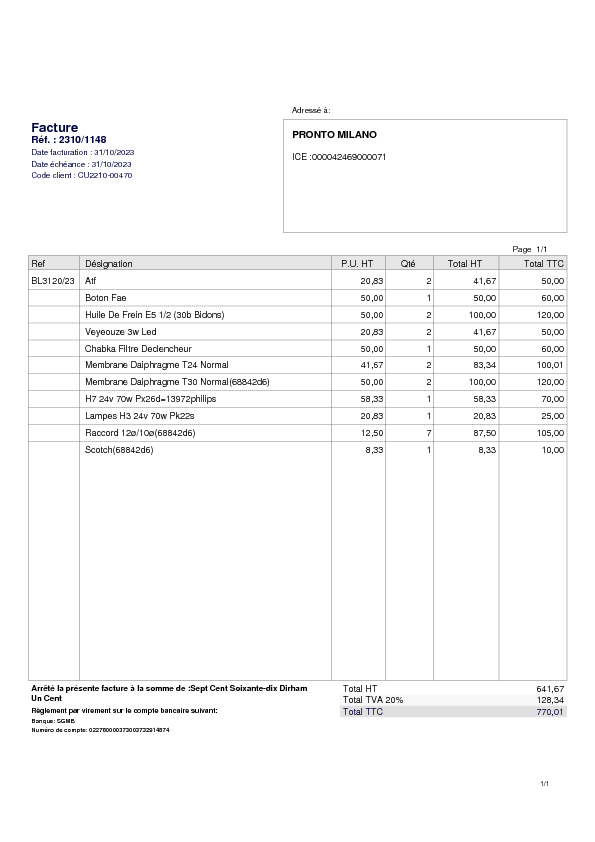 Adressé à:
Facture
Réf. : 2310/1148
Date facturation : 31/10/2023
Date échéance : 31/10/2023
Code client : CU2210-00470
PRONTO MILANO
ICE :000042469000071
Page 1/1
Ref Désignation P.U. HT Qté Total HT Total TTC
BL3120/23 Atf 20,83 2 41,67 50,00
Boton Fae 50,00 1 50,00 60,00
Huile De Frein E5 1/2 (30b Bidons) 50,00 2 100,00 120,00
Veyeouze 3w Led 20,83 2 41,67 50,00
Chabka Filtre Declencheur 50,00 1 50,00 60,00
Membrane Daiphragme T24 Normal 41,67 2 83,34 100,01
Membrane Daiphragme T30 Normal(68842d6) 50,00 2 100,00 120,00
H7 24v 70w Px26d=13972philips 58,33 1 58,33 70,00
Lampes H3 24v 70w Pk22s 20,83 1 20,83 25,00
Raccord 12ø/10ø(68842d6) 12,50 7 87,50 105,00
Scotch(68842d6) 8,33 1 8,33 10,00
Arrêté la présente facture à la somme de :Sept Cent Soixante-dix Dirham
Un Cent
Règlement par virement sur le compte bancaire suivant:
Banque: SGMB
Numéro de compte: 
Total HT 641,67
Total TVA 20% 128,34
Total TTC 770,01
1/1